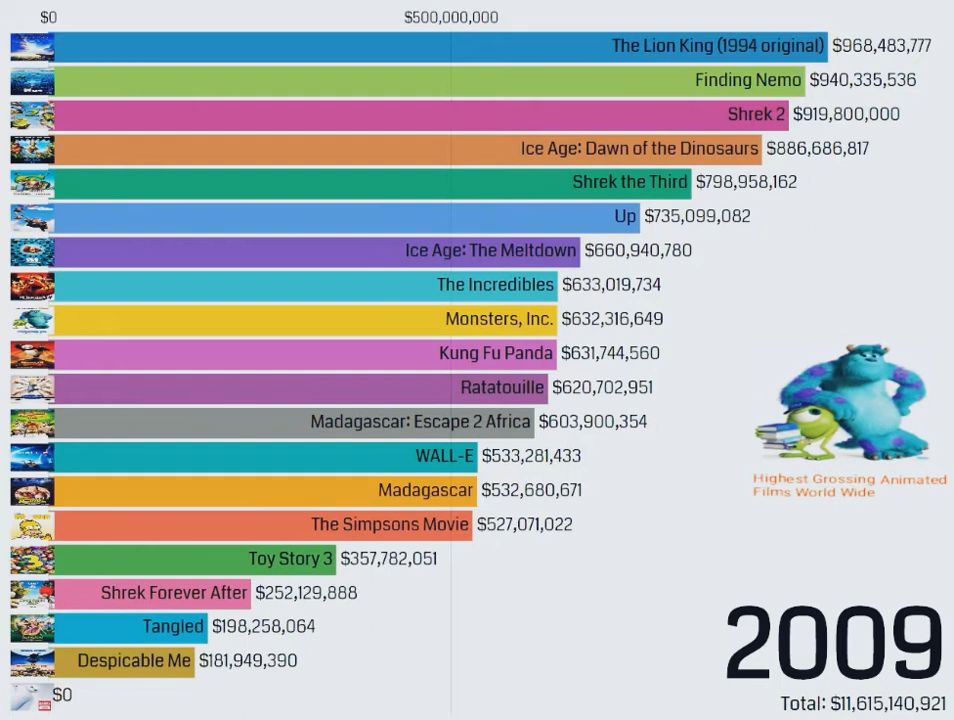 $0 $500,000,000
The Lion King (1994 original) $968,483,777
Finding Nemo $940,335,536
Shrek 2 $919,800,000
Ice Age: Dawn of the Dinosaurs $886,686,817
Shrek the Third $798,958,162
Up $735,099,082
Ice Age: The Meltdown $660,940,780
The Incredibles $633,019,734
Monsters, Inc. $632,316,649
Kung Fu Panda $631,744,560
Ratatouille $620,702,951
Madagascar: Escape 2 Africa $603,900,354
WALL-E $533,281,433
Madagascar $532,680,671
The Simpsons Movie $527,071,022
Toy Story 3 $357,782,051
Shrek Forever After $252,129,888
Tangled $198,258,064
Despicable Me $181,949,390
$0
Highest Grossing Animated
Films World Wide
2009
Total: $11,615,140,921